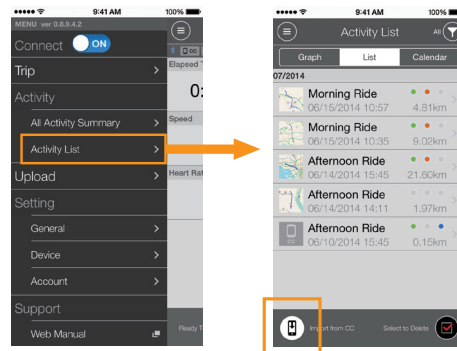 9:41 AM 100%
MENU ver 0.8.9.4.2
Connect ON
Trip
Activity
All Activity Summary
Activity List
Upload
Setting
General
Device
Account
Support
Web Manual
CC
Elapsed T
0:
Speed
Heart Rat
Ready T
9:41 AM 100%
Activity List All
Graph List Calendar
07/2014
Morning Ride
06/15/2014 10:57 4.81km
Morning Ride
06/15/2014 10:35 9.02km
Afternoon Ride
06/14/2014 15:45 21.60km
Afternoon Ride
06/14/2014 14:11 1.97km
Afternoon Ride
CC 06/10/2014 15:45 0.15km
Import from CC Select to Delete